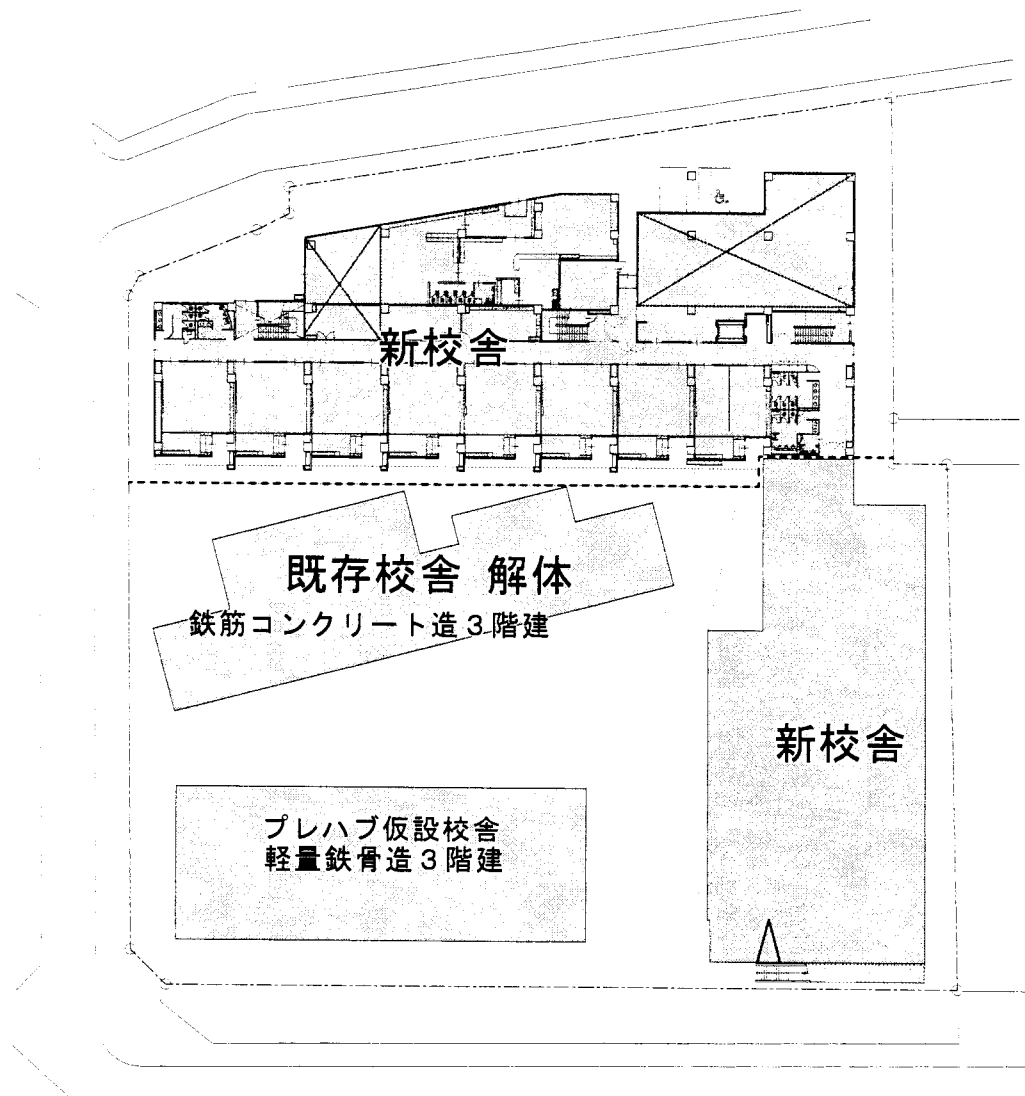 新校舎
既存校舎 解体
鉄筋コンクリート造３階建
新校舎
プレハブ仮設校舎
軽量鉄骨造３階建